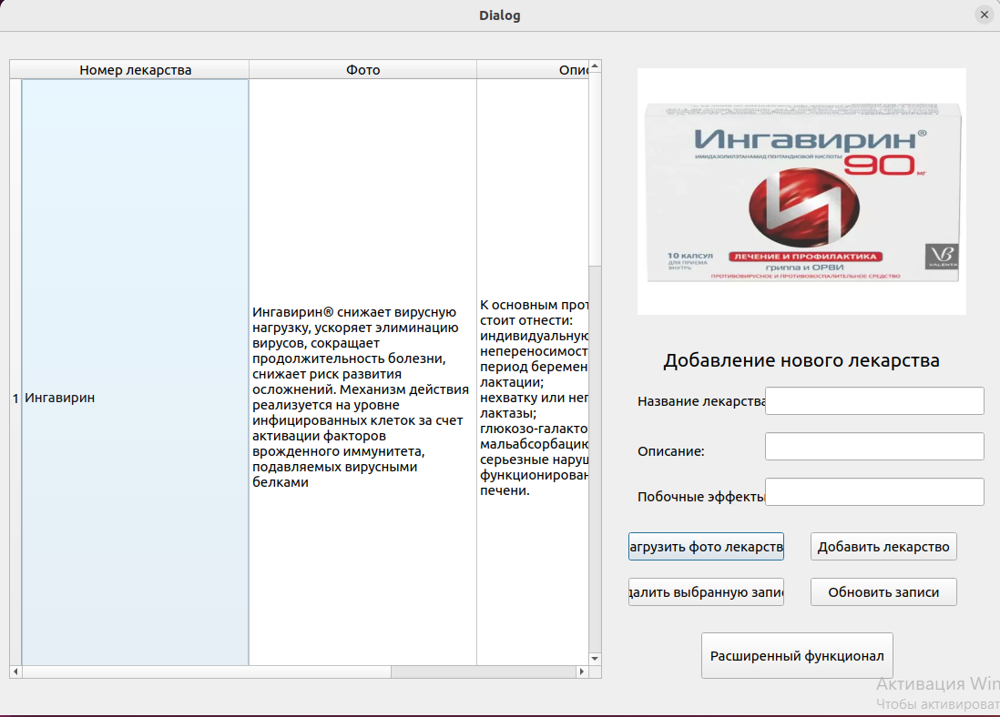 Dialog
Номер лекарства
Фото
Опис
1
Ингавирин
Ингавирин® снижает вирусную
нагрузку, ускоряет элиминацию
вирусов, сокращает
продолжительность болезни,
снижает риск развития
осложнений. Механизм действия
реализуется на уровне
инфицированных клеток за счет
активации факторов
врожденного иммунитета,
подавляемых вирусными
белками
К основным прот
стоит отнести:
индивидуальную
непереносимост
период беремен
лактации;
нехватку или неп
лактазы;
глюкозо-галакто
мальабсорбацию
серьезные наруш
функционирован
печени.
Ингавирин®
ИМИДАЗОЛИЛЭТАНАМИД ПЕНТАНДИОВОЙ КИСЛОТЫ
90 мг
10 КАПСУЛ
ДЛЯ ПРИЕМА
ВНУТРЬ
ЛЕЧЕНИЕ И ПРОФИЛАКТИКА
гриппа и ОРВИ
ПРОТИВОВИРУСНОЕ И ПРОТИВОВОСПАЛИТЕЛЬНОЕ СРЕДСТВО
VALENTA
Добавление нового лекарства
Название лекарства
Описание:
Побочные эффекты
агрузить фото лекарств
Добавить лекарство
далить выбранную запис
Обновить записи
Расширенный функционал
Активация Win
Чтобы активироват